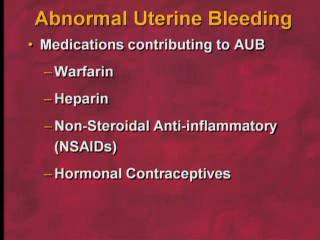 Abnormal Uterine Bleeding
• Medications contributing to AUB
– Warfarin
– Heparin
– Non-Steroidal Anti-inflammatory
(NSAIDs)
– Hormonal Contraceptives